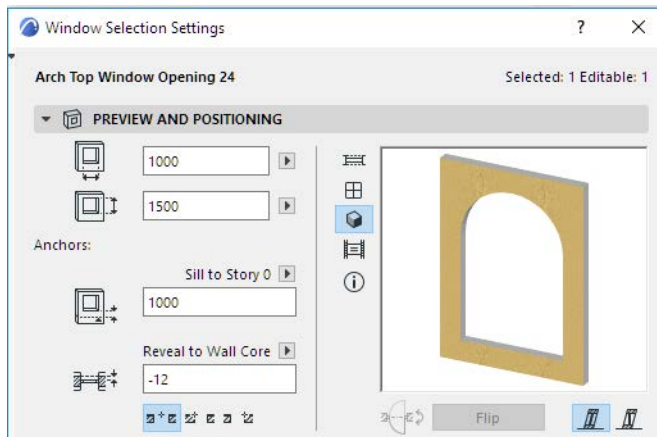 Window Selection Settings
Arch Top Window Opening 24
Selected: 1 Editable: 1
PREVIEW AND POSITIONING
1000
1500
Anchors:
Sill to Story 0
1000
Reveal to Wall Core
-12
Flip